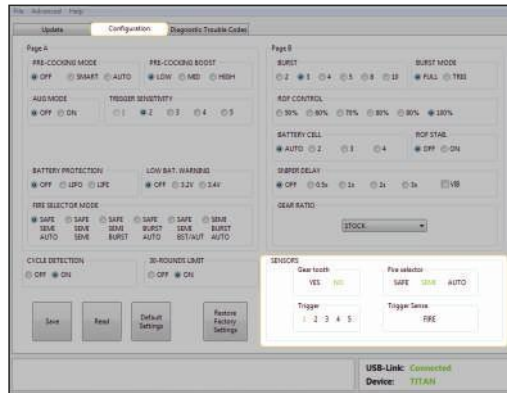 File Advanced Help
Update Configuration Diagnostic Trouble Codes
Page A
PRE-COCKING MODE PRE-COCKING BOOST
OFF SMART AUTO LOW MED HIGH
AUG MODE TRIGGER SENSITIVITY
OFF ON 1 2 3 4 5
BATTERY PROTECTION LOW BAT. WARNING
OFF LIPO LIFE OFF 3.2V 3.4V
FIRE SELECTOR MODE
SAFE SAFE SAFE SAFE SAFE SEMI
SEMI SEMI SEMI BURST SEMI BURST
AUTO SEMI BURST AUTO BST/AUT AUTO
CYCLE DETECTION 30-ROUNDS LIMIT
OFF ON OFF ON
Save Read Default Settings Restore Factory Settings
Page B
BURST BURST MODE
2 3 4 5 8 10 FULL TRIG
ROF CONTROL
50% 60% 70% 80% 90% 100%
BATTERY CELL ROF STAB.
AUTO 2 3 4 OFF ON
SNIPER DELAY
OFF 0.5s 1s 2s 3s
GEAR RATIO
STOCK
SENSORS
Gear tooth Fire selector
YES NO SAFE SEMI AUTO
Trigger Trigger Sense.
1 2 3 4 5 FIRE
USB-Link: Connected
Device: TITAN